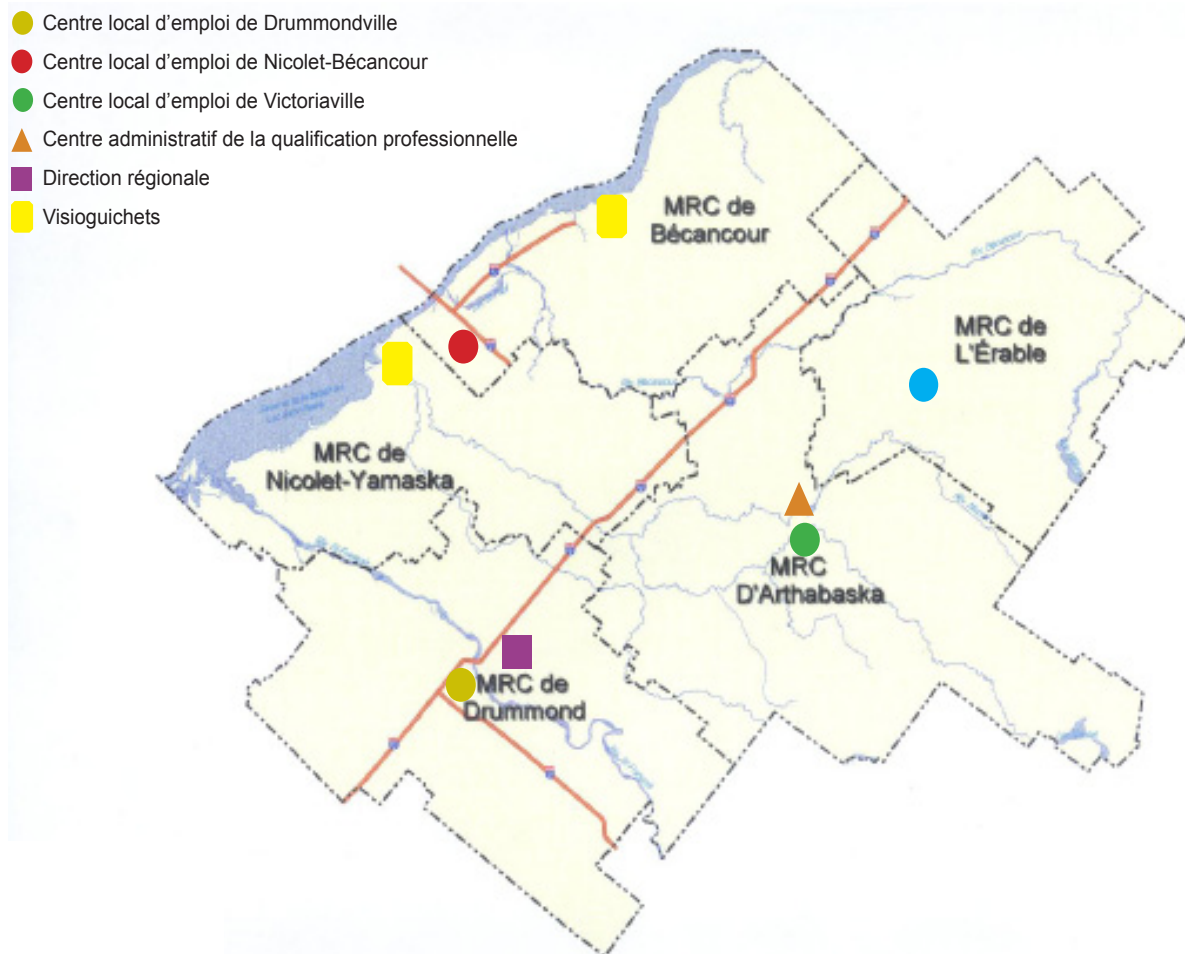 Centre local d'emploi de Drummondville
Centre local d'emploi de Nicolet-Bécancour
Centre local d'emploi de Victoriaville
Centre administratif de la qualification professionnelle
Direction régionale
Visioguichets
MRC de
Bécancour
MRC de
L'Érable
MRC de
Nicolet-Yamaska
MRC
D'Arthabaska
MRC de
Drummond